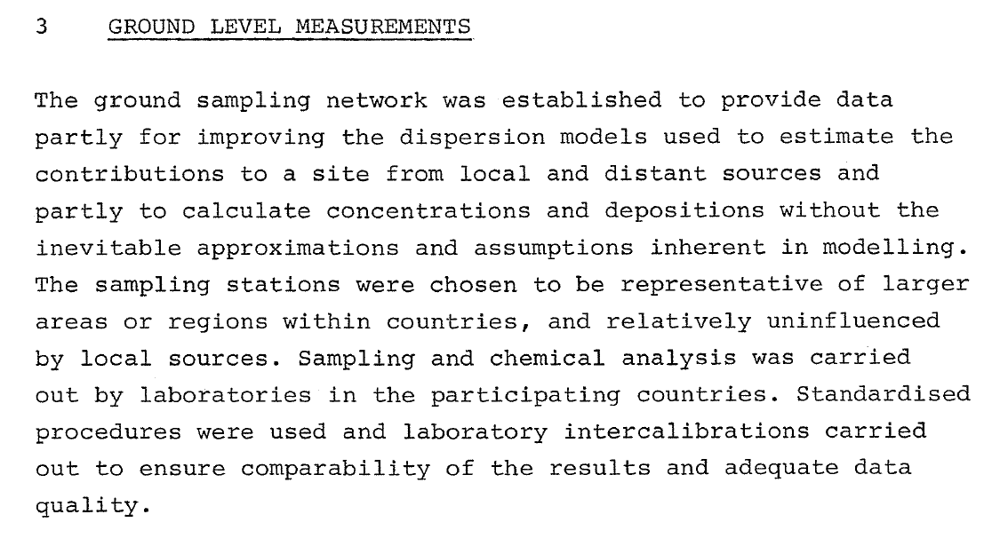 3 GROUND LEVEL MEASUREMENTS
The ground sampling network was established to provide data
partly for improving the dispersion models used to estimate the
contributions to a site from local and distant sources and
partly to calculate concentrations and depositions without the
inevitable approximations and assumptions inherent in modelling.
The sampling stations were chosen to be representative of larger
areas or regions within countries, and relatively uninfluenced
by local sources. Sampling and chemical analysis was carried
out by laboratories in the participating countries. Standardised
procedures were used and laboratory intercalibrations carried
out to ensure comparability of the results and adequate data
quality.